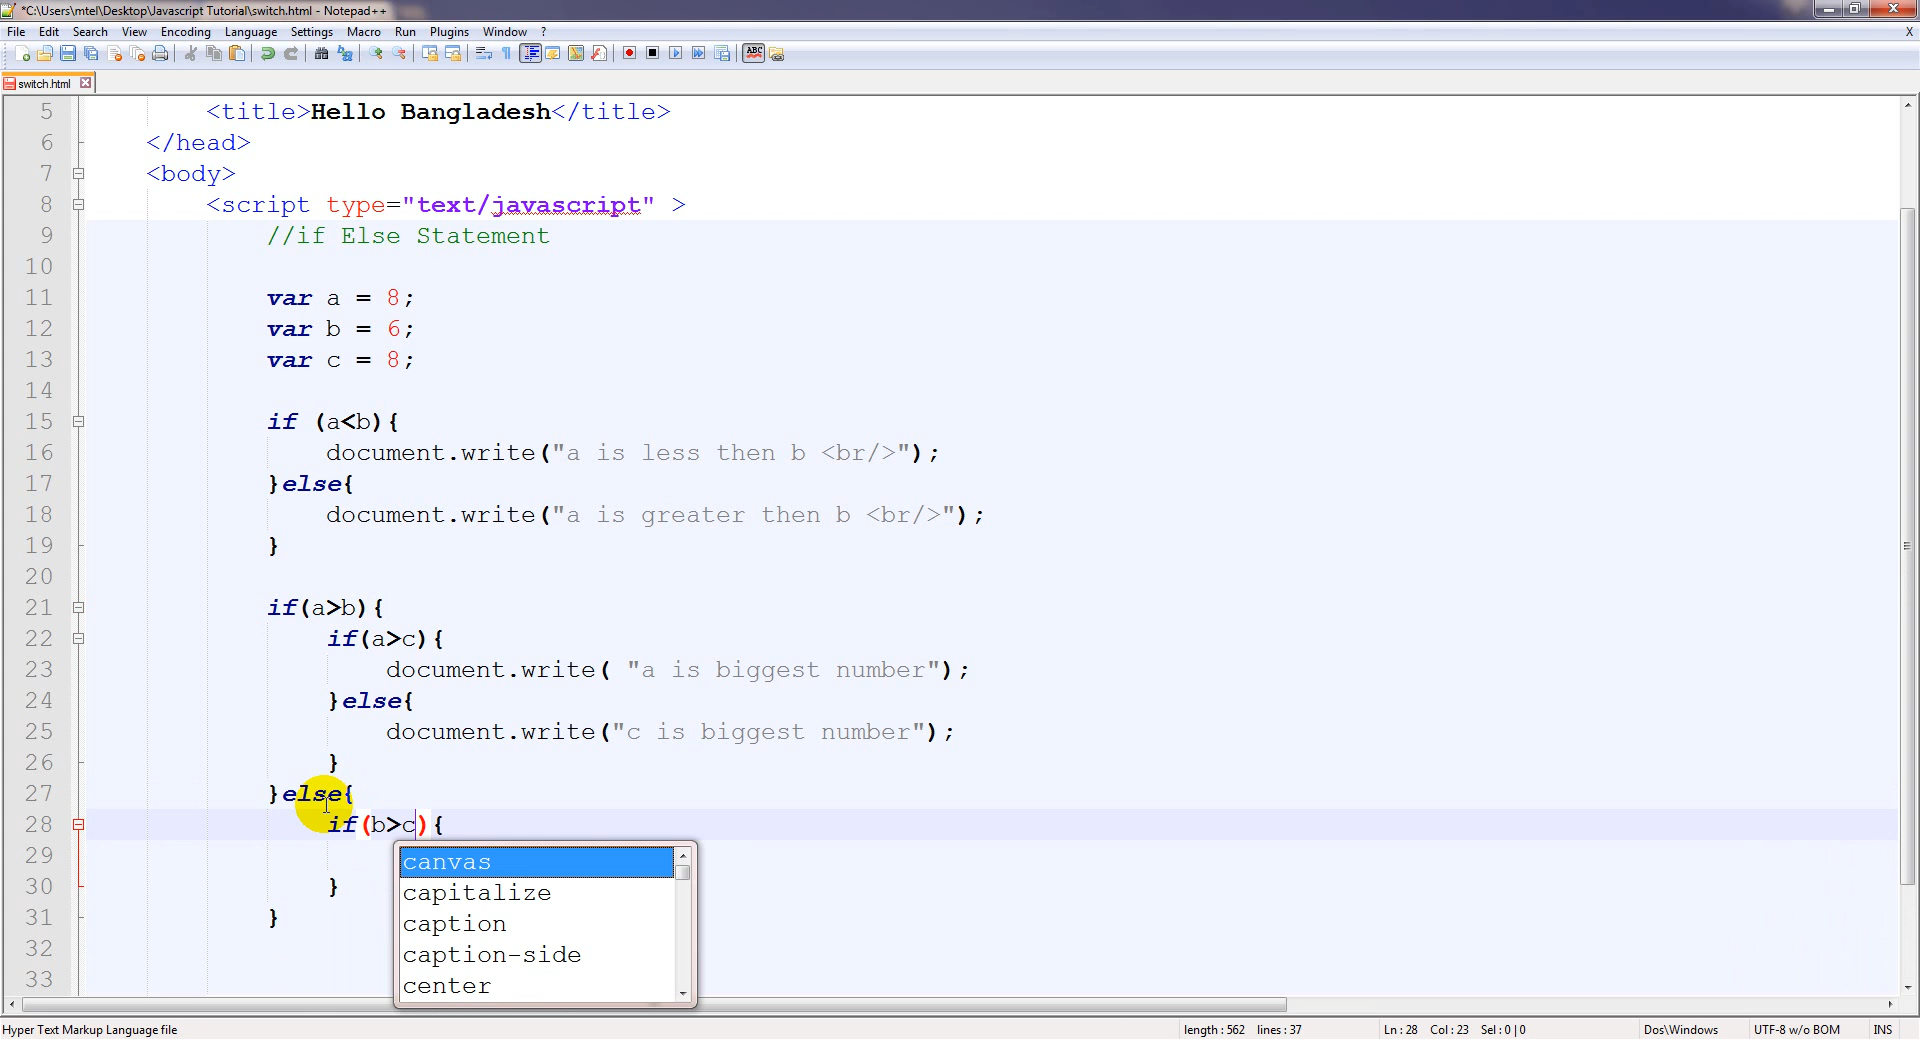 *C:\Users\mtel\Desktop\Javascript Tutorial\switch.html - Notepad++
File Edit Search View Encoding Language Settings Macro Run Plugins Window ? X
switch.html
5 <title>Hello Bangladesh</title>
6 </head>
7 <body>
8 <script type="text/javascript" >
9 //if Else Statement
10
11 var a = 8;
12 var b = 6;
13 var c = 8;
14
15 if (a<b){
16 document.write("a is less then b <br/>");
17 }else{
18 document.write("a is greater then b <br/>");
19 }
20
21 if(a>b){
22 if(a>c){
23 document.write( "a is biggest number");
24 }else{
25 document.write("c is biggest number");
26 }
27 }else{
28 if(b>c){
29
30 }
31 }
32
33
canvas
capitalize
caption
caption-side
center
Hyper Text Markup Language file length : 562 lines : 37 Ln : 28 Col : 23 Sel : 0 | 0 Dos\Windows UTF-8 w/o BOM INS